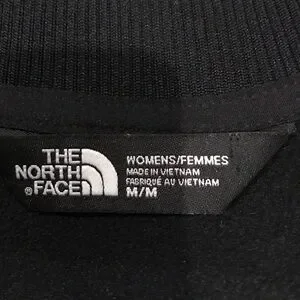 THE
NORTH
FACE
WOMENS/FEMMES
MADE IN VIETNAM
FABRIQUÉ AU VIETNAM
M/M